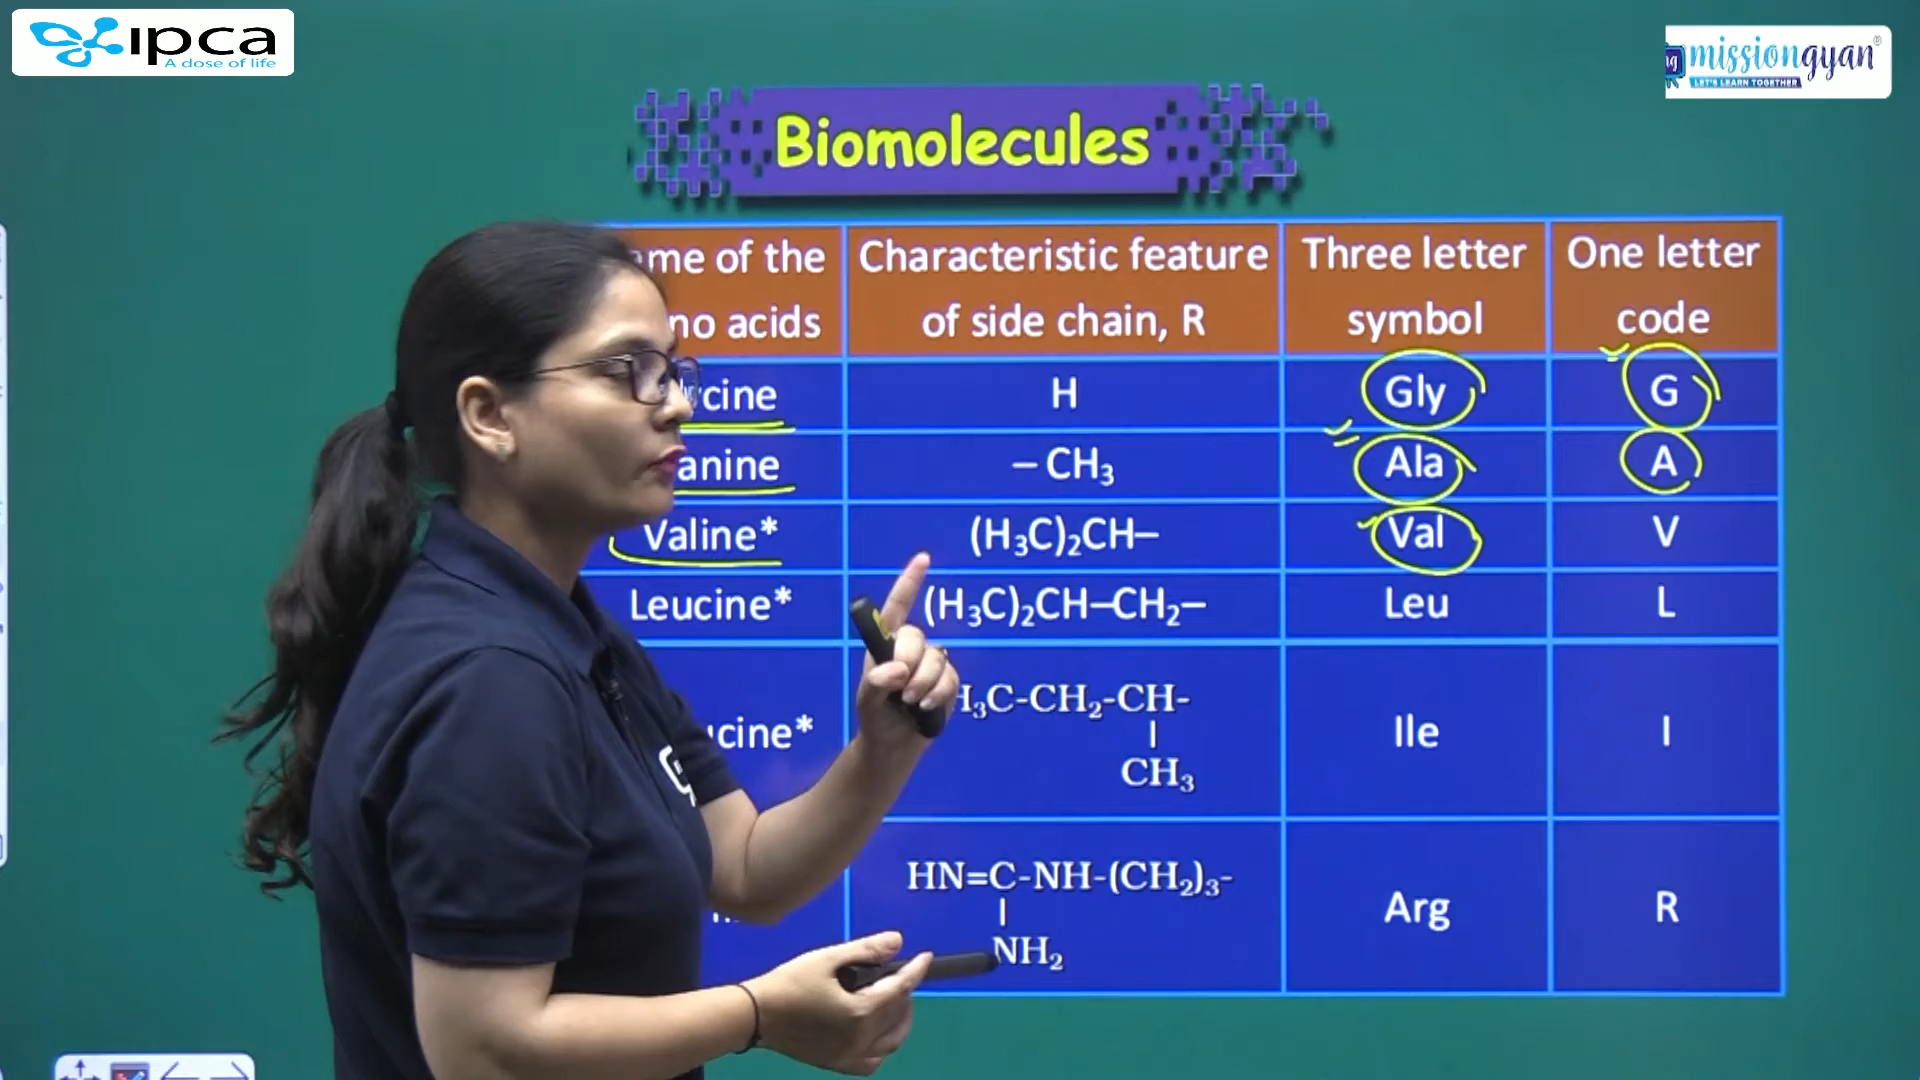 ipca
A dose of life
missiongyan®
LET'S LEARN TOGETHER
Biomolecules
me of the
no acids
Characteristic feature
of side chain, R
Three letter
symbol
One letter
code
cine
H
Gly
G
anine
– CH₃
Ala
A
Valine*
(H₃C)₂CH–
Val
V
Leucine*
(H₃C)₂CH–CH₂–
Leu
L
ucine*
H₃C-CH₂-CH-
|
CH₃
Ile
I
HN=C-NH-(CH₂)₃-
|
NH₂
Arg
R